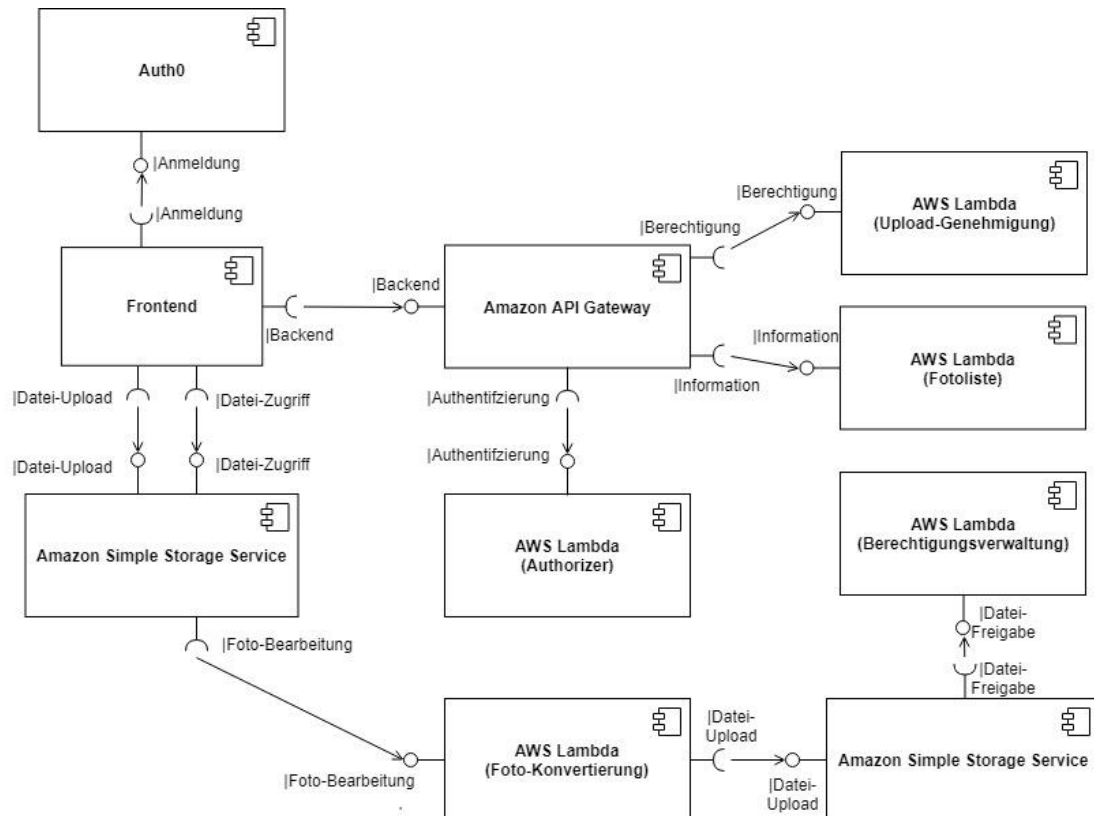 Auth0
|Anmeldung
|Anmeldung
Frontend
|Backend
|Backend
Amazon API Gateway
|Berechtigung
|Berechtigung
AWS Lambda
(Upload-Genehmigung)
|Information
|Information
AWS Lambda
(Fotoliste)
|Datei-Upload
|Datei-Zugriff
|Datei-Upload
|Datei-Zugriff
|Authentifzierung
|Authentifzierung
Amazon Simple Storage Service
AWS Lambda
(Authorizer)
AWS Lambda
(Berechtigungsverwaltung)
|Datei-
Freigabe
|Datei-
Freigabe
|Foto-Bearbeitung
|Foto-Bearbeitung
AWS Lambda
(Foto-Konvertierung)
|Datei-
Upload
|Datei-
Upload
Amazon Simple Storage Service